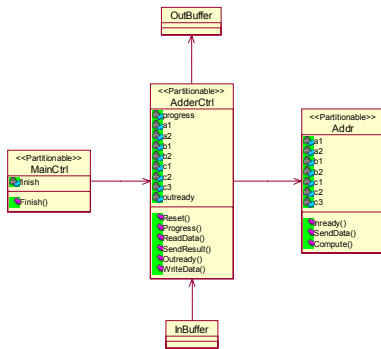 OutBuffer
<<Partitionable>>
AdderCtrl
progress
a1
a2
b1
b2
c1
c2
c3
outready
Reset()
Progress()
ReadData()
SendResult()
Outready()
WriteData()
<<Partitionable>>
MainCtrl
finish
Finish()
<<Partitionable>>
Addr
a1
a2
b1
b2
c1
c2
c3
Inready()
SendData()
Compute()
InBuffer